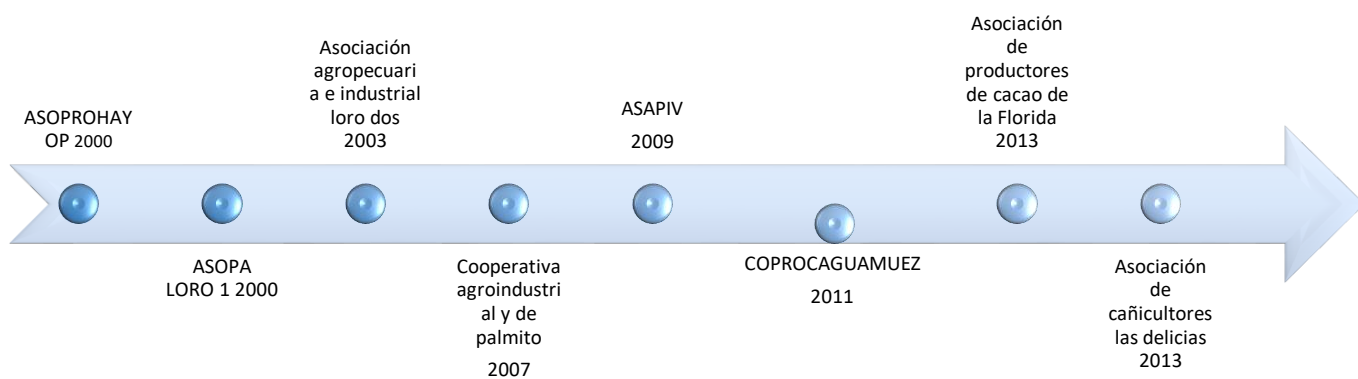 ASOPROHAY
OP 2000
ASOPA
LORO 1 2000
Asociación
agropecuari
a e industrial
loro dos
2003
Cooperativa
agroindustri
al y de
palmito
2007
ASAPIV
2009
COPROCAGUAMUEZ
2011
Asociación
de
productores
de cacao de
la Florida
2013
Asociación
de
cañicultores
las delicias
2013